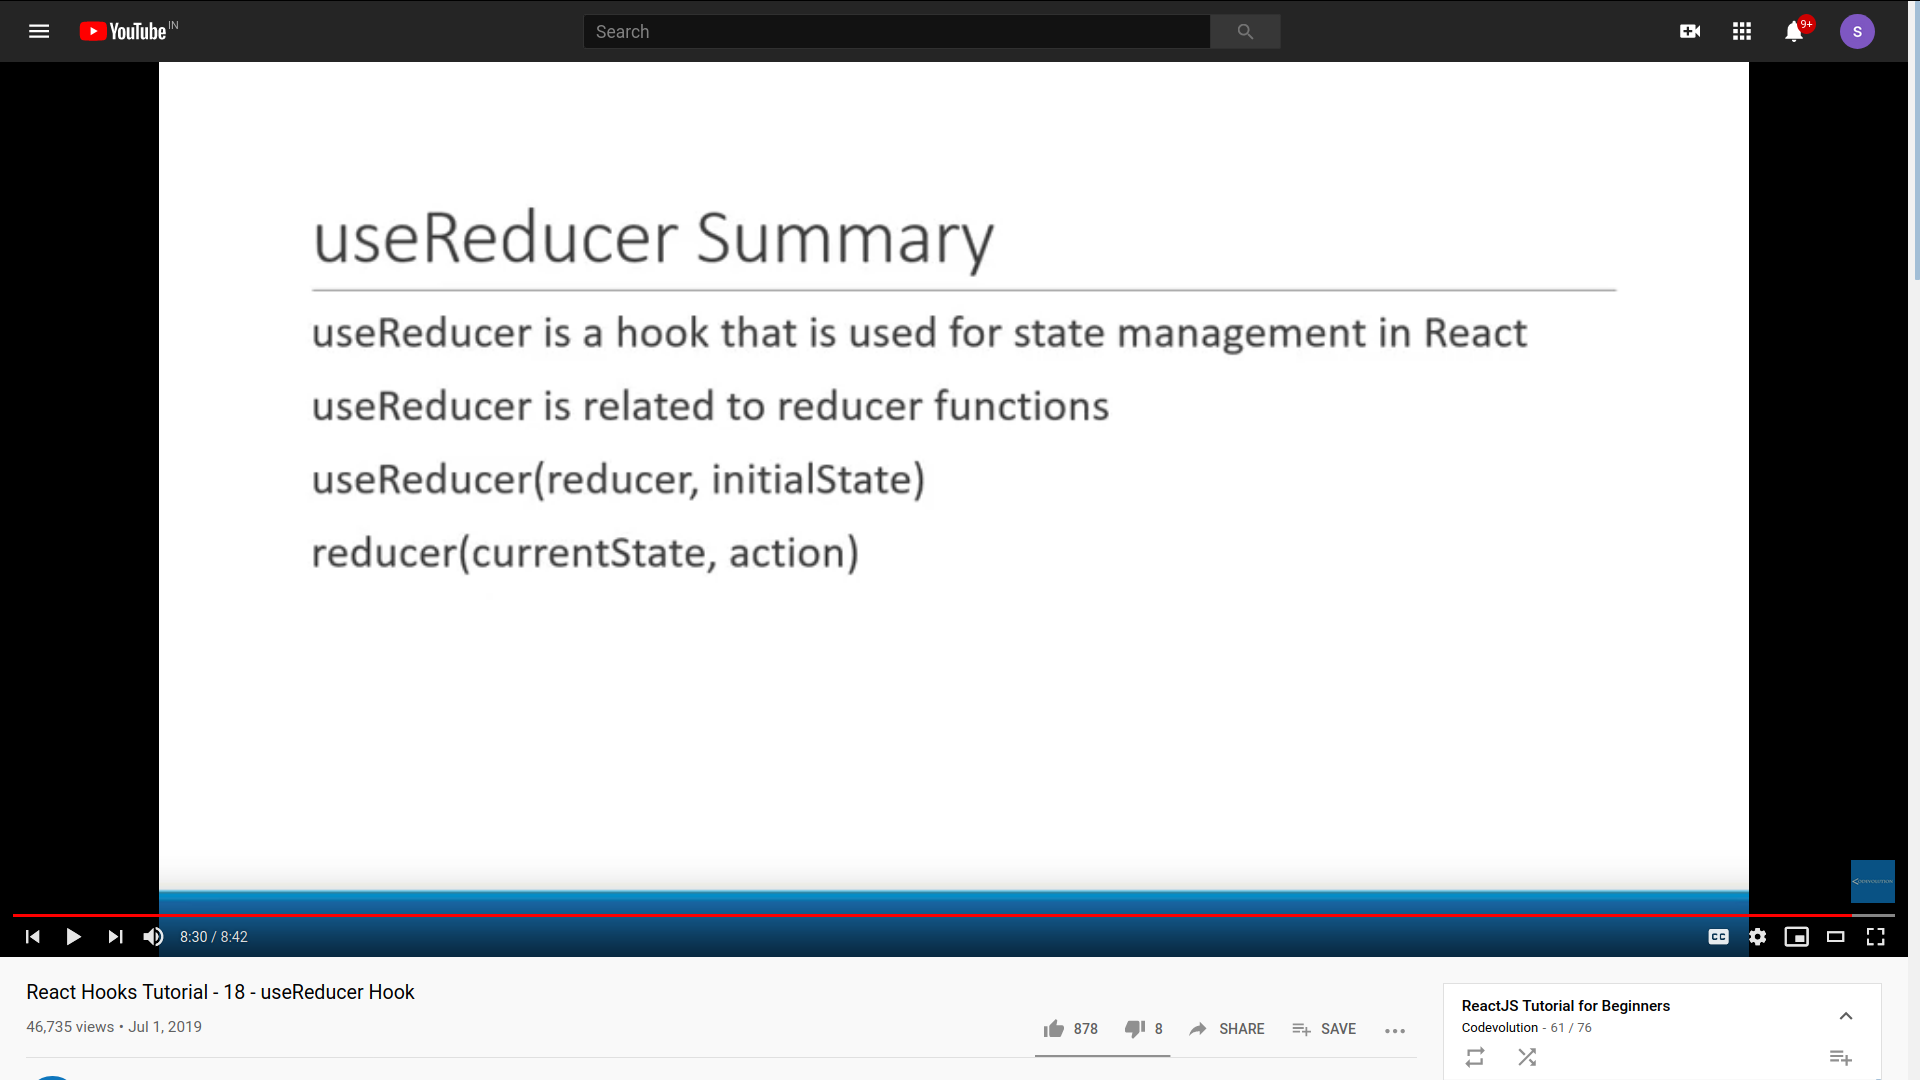 YouTube IN
Search
9+
S
useReducer Summary
useReducer is a hook that is used for state management in React
useReducer is related to reducer functions
useReducer(reducer, initialState)
reducer(currentState, action)
CODEVOLUTION
8:30 / 8:42
CC
React Hooks Tutorial - 18 - useReducer Hook
46,735 views • Jul 1, 2019
878
8
SHARE
SAVE
ReactJS Tutorial for Beginners
Codevolution - 61 / 76